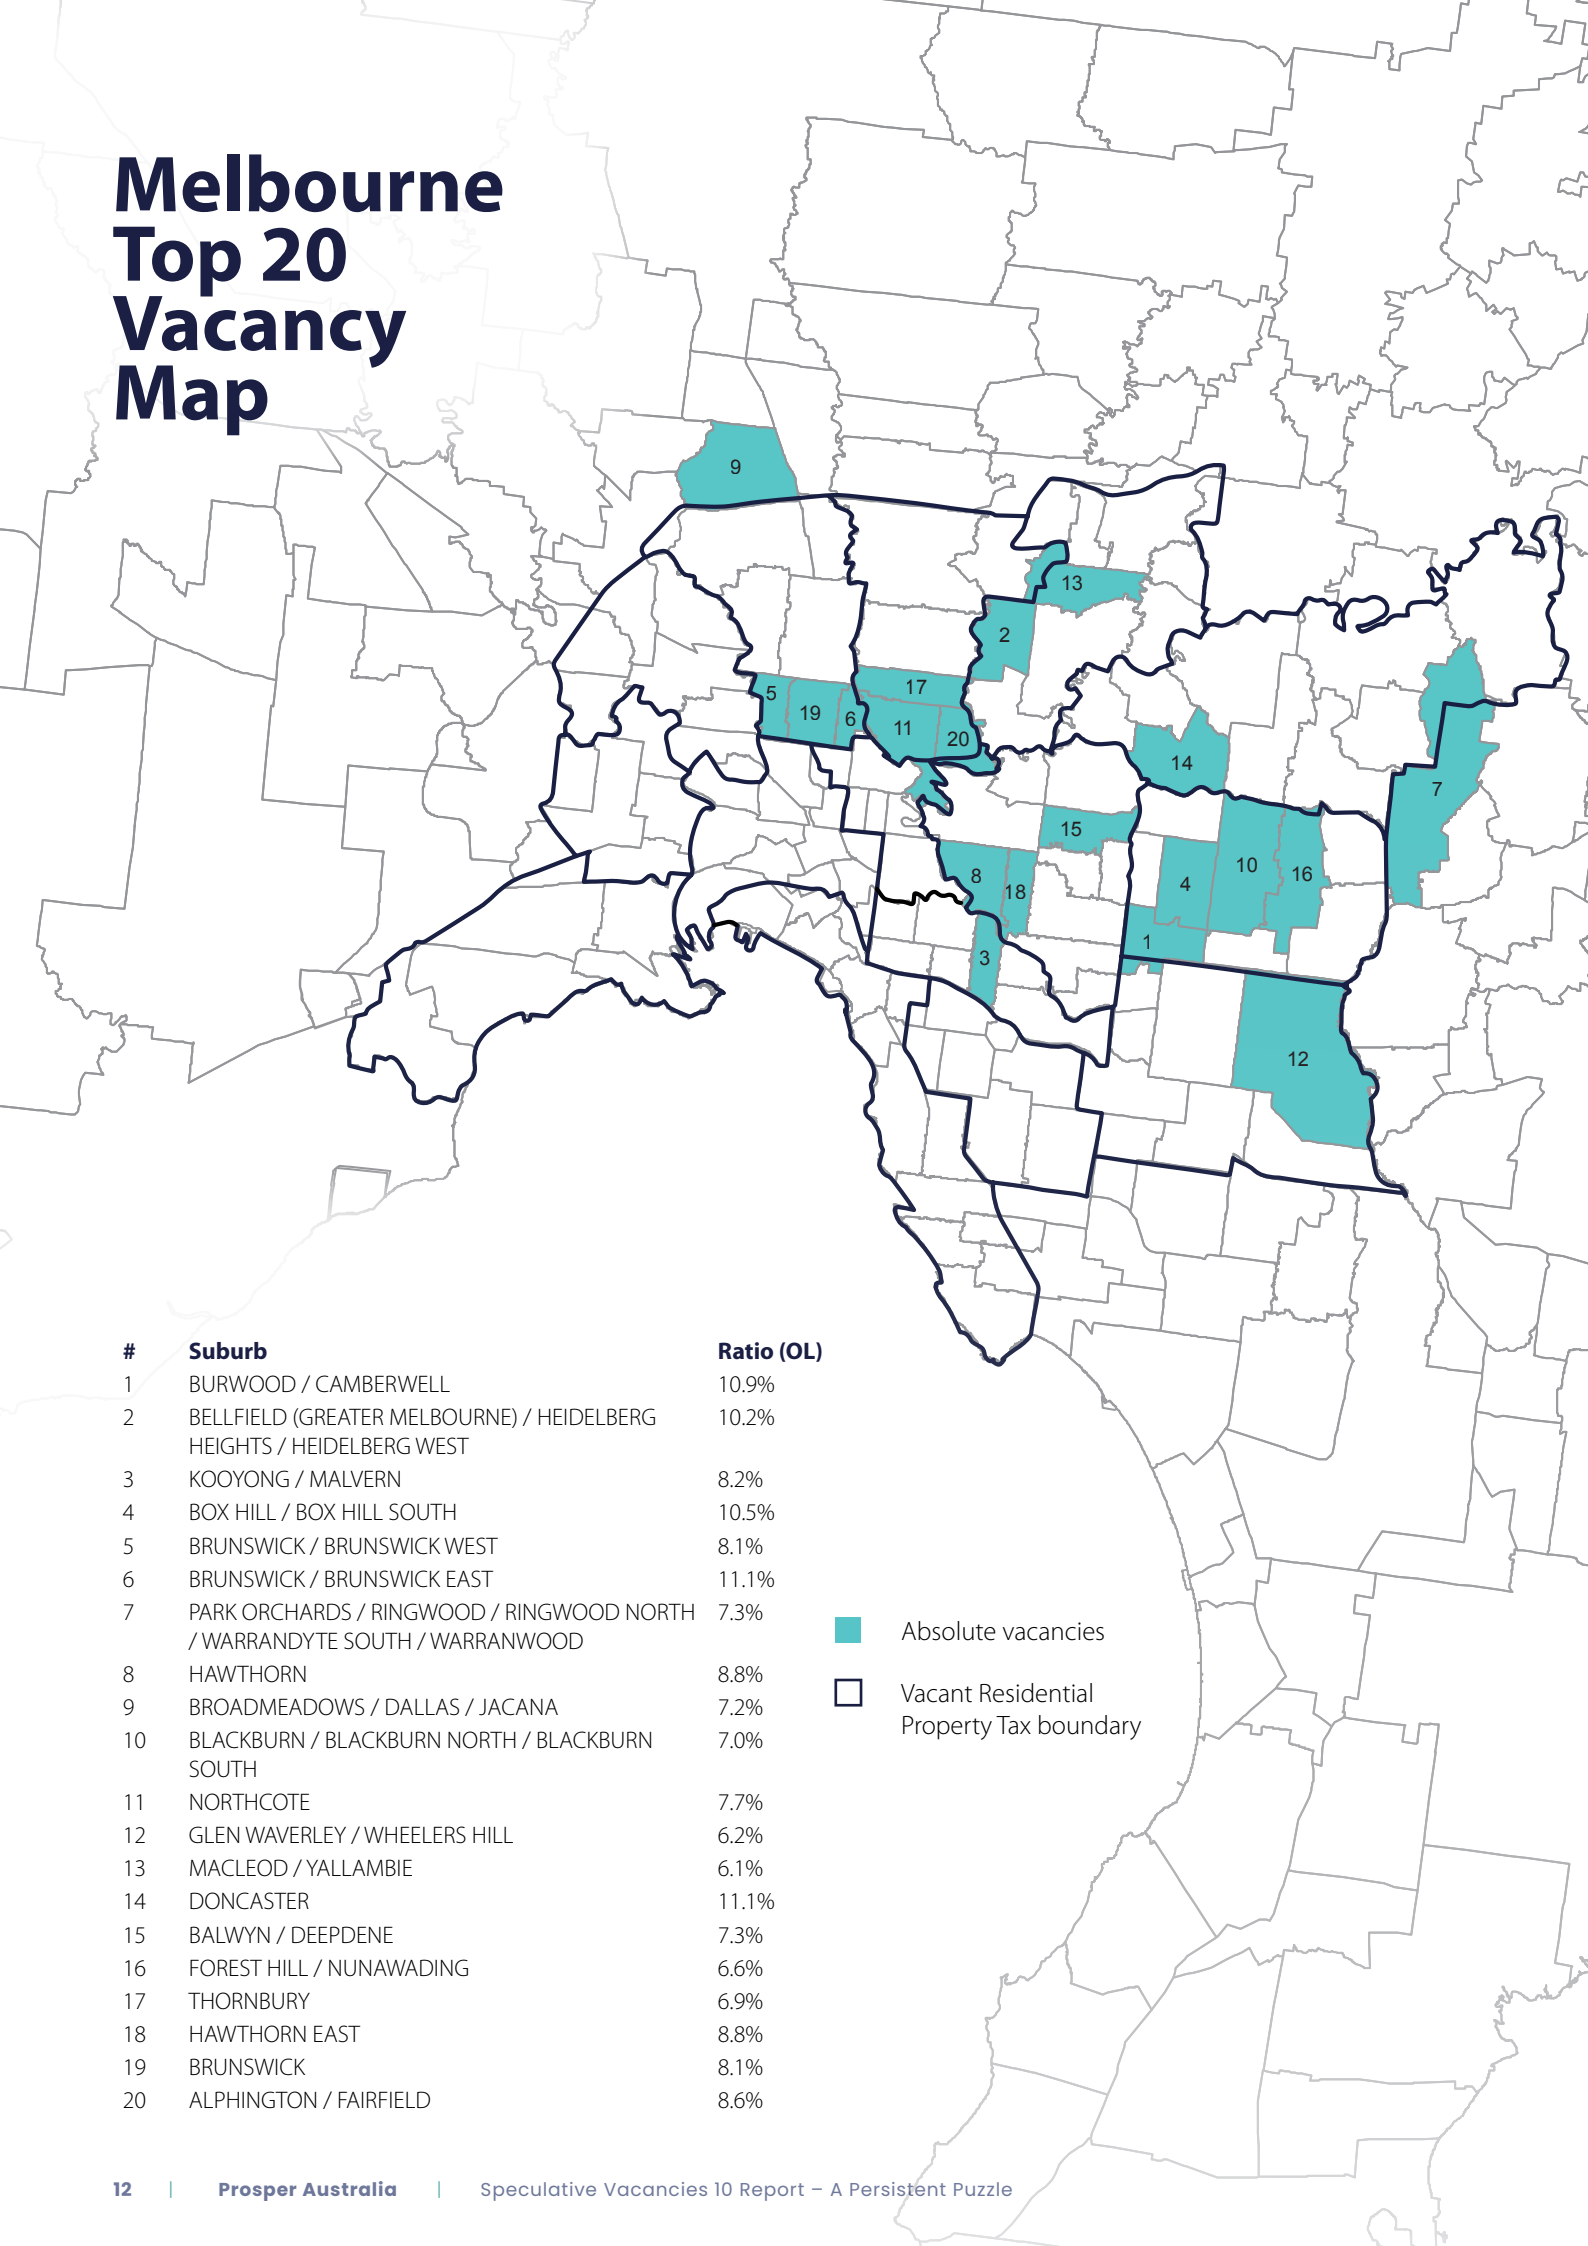 Melbourne
Top 20
Vacancy
Map
9
13
2
17
5
19
6
11
20
14
7
15
8
18
4
10
16
1
3
12
# Suburb Ratio (OL)
1 BURWOOD / CAMBERWELL 10.9%
2 BELLFIELD (GREATER MELBOURNE) / HEIDELBERG 10.2%
HEIGHTS / HEIDELBERG WEST
3 KOOYONG / MALVERN 8.2%
4 BOX HILL / BOX HILL SOUTH 10.5%
5 BRUNSWICK / BRUNSWICK WEST 8.1%
6 BRUNSWICK / BRUNSWICK EAST 11.1%
7 PARK ORCHARDS / RINGWOOD / RINGWOOD NORTH 7.3%
/ WARRANDYTE SOUTH / WARRANWOOD
8 HAWTHORN 8.8%
9 BROADMEADOWS / DALLAS / JACANA 7.2%
10 BLACKBURN / BLACKBURN NORTH / BLACKBURN 7.0%
SOUTH
11 NORTHCOTE 7.7%
12 GLEN WAVERLEY / WHEELERS HILL 6.2%
13 MACLEOD / YALLAMBIE 6.1%
14 DONCASTER 11.1%
15 BALWYN / DEEPDENE 7.3%
16 FOREST HILL / NUNAWADING 6.6%
17 THORNBURY 6.9%
18 HAWTHORN EAST 8.8%
19 BRUNSWICK 8.1%
20 ALPHINGTON / FAIRFIELD 8.6%
Absolute vacancies
Vacant Residential
Property Tax boundary
12 | Prosper Australia | Speculative Vacancies 10 Report – A Persistent Puzzle